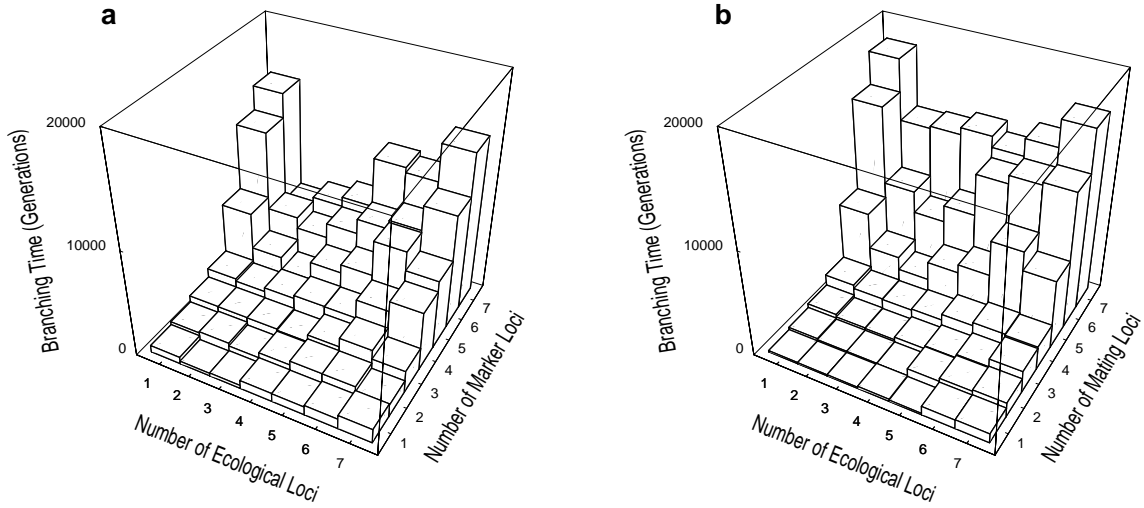 a
20000
10000
0
Branching Time (Generations)
1 2 3 4 5 6 7
Number of Ecological Loci
1 2 3 4 5 6 7
Number of Marker Loci
b
20000
10000
0
Branching Time (Generations)
1 2 3 4 5 6 7
Number of Ecological Loci
1 2 3 4 5 6 7
Number of Mating Loci